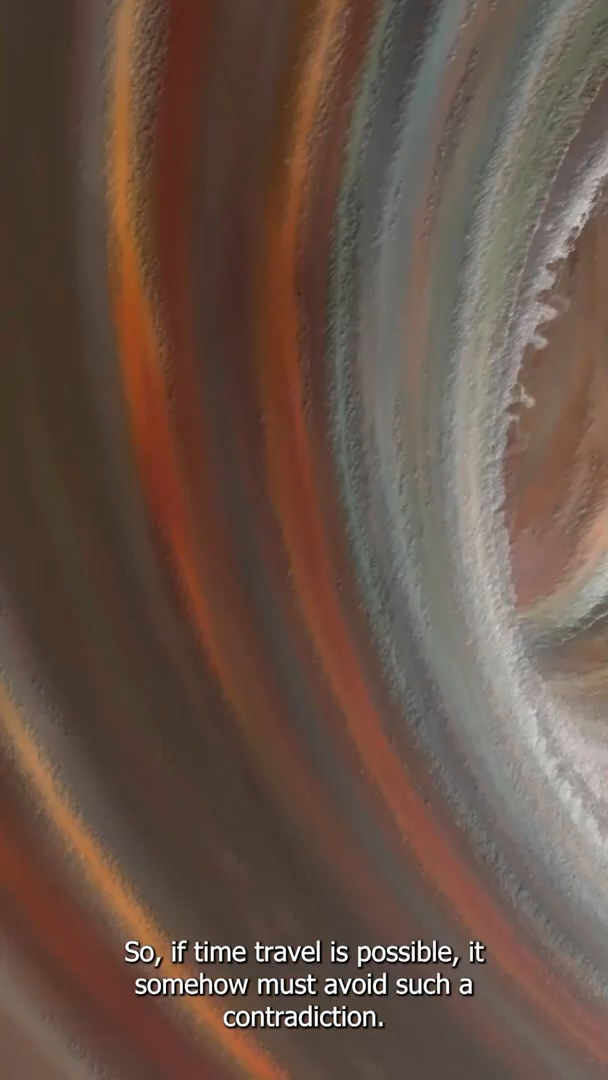 So, if time travel is possible, it
somehow must avoid such a
contradiction.